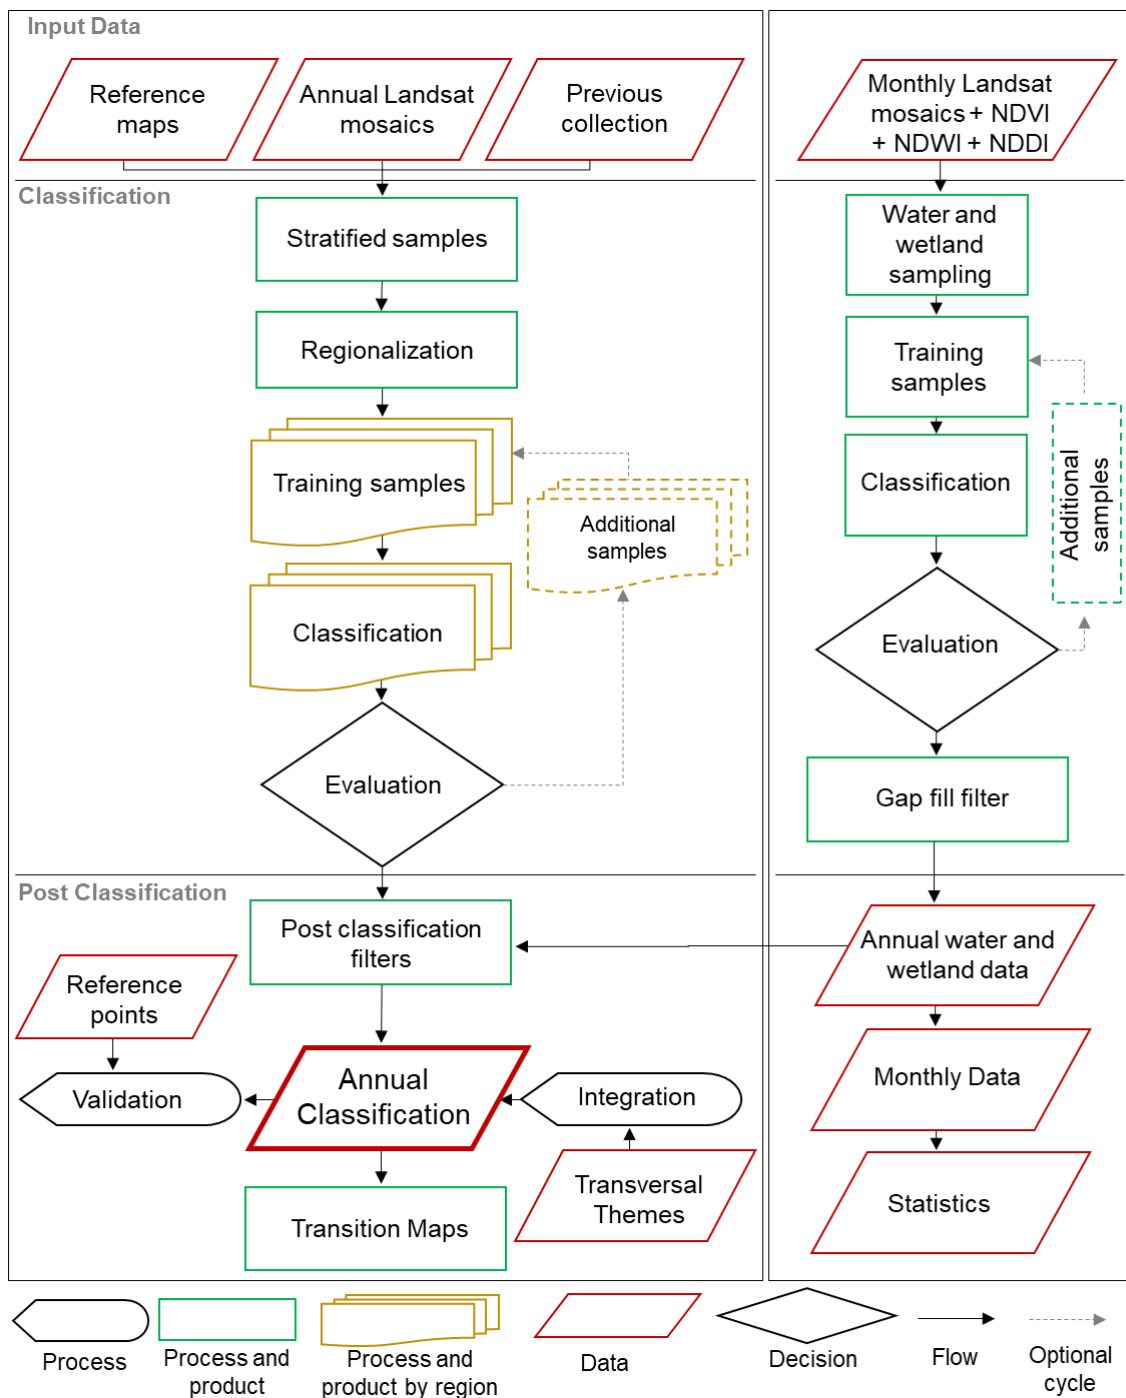 Input Data
Reference
maps
Annual Landsat
mosaics
Previous
collection
Classification
Stratified samples
Regionalization
Training samples
Additional
samples
Classification
Evaluation
Post Classification
Post classification
filters
Reference
points
Validation
Annual
Classification
Integration
Transversal
Themes
Transition Maps
Monthly Landsat
mosaics + NDVI
+ NDWI + NDDI
Water and
wetland
sampling
Training
samples
Classification
Additional
samples
Evaluation
Gap fill filter
Annual water and
wetland data
Monthly Data
Statistics
Process
Process and
product
Process and
product by region
Data
Decision
Flow
Optional
cycle